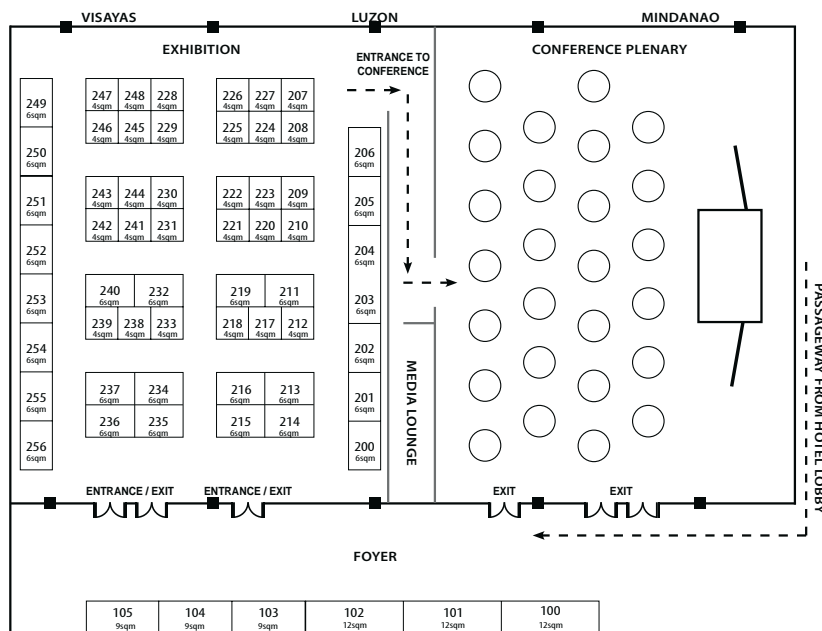 VISAYAS
LUZON
MINDANAO
EXHIBITION
CONFERENCE PLENARY
ENTRANCE TO
CONFERENCE
249
6sqm
250
6sqm
251
6sqm
252
6sqm
253
6sqm
254
6sqm
255
6sqm
256
6sqm
247 248 228
4sqm 4sqm 4sqm
246 245 229
4sqm 4sqm 4sqm
243 244 230
4sqm 4sqm 4sqm
242 241 231
4sqm 4sqm 4sqm
240 232
6sqm 6sqm
239 238 233
4sqm 4sqm 4sqm
237 234
6sqm 6sqm
236 235
6sqm 6sqm
226 227 207
4sqm 4sqm 4sqm
225 224 208
4sqm 4sqm 4sqm
222 223 209
4sqm 4sqm 4sqm
221 220 210
4sqm 4sqm 4sqm
219 211
6sqm 6sqm
218 217 212
4sqm 4sqm 4sqm
216 213
6sqm 6sqm
215 214
6sqm 6sqm
206
6sqm
205
6sqm
204
6sqm
203
6sqm
202
6sqm
201
6sqm
200
6sqm
MEDIA LOUNGE
PASSAGEWAY FROM HOTEL LOBBY
ENTRANCE / EXIT
ENTRANCE / EXIT
EXIT
EXIT
FOYER
105 104 103 102 101 100
9sqm 9sqm 9sqm 12sqm 12sqm 12sqm